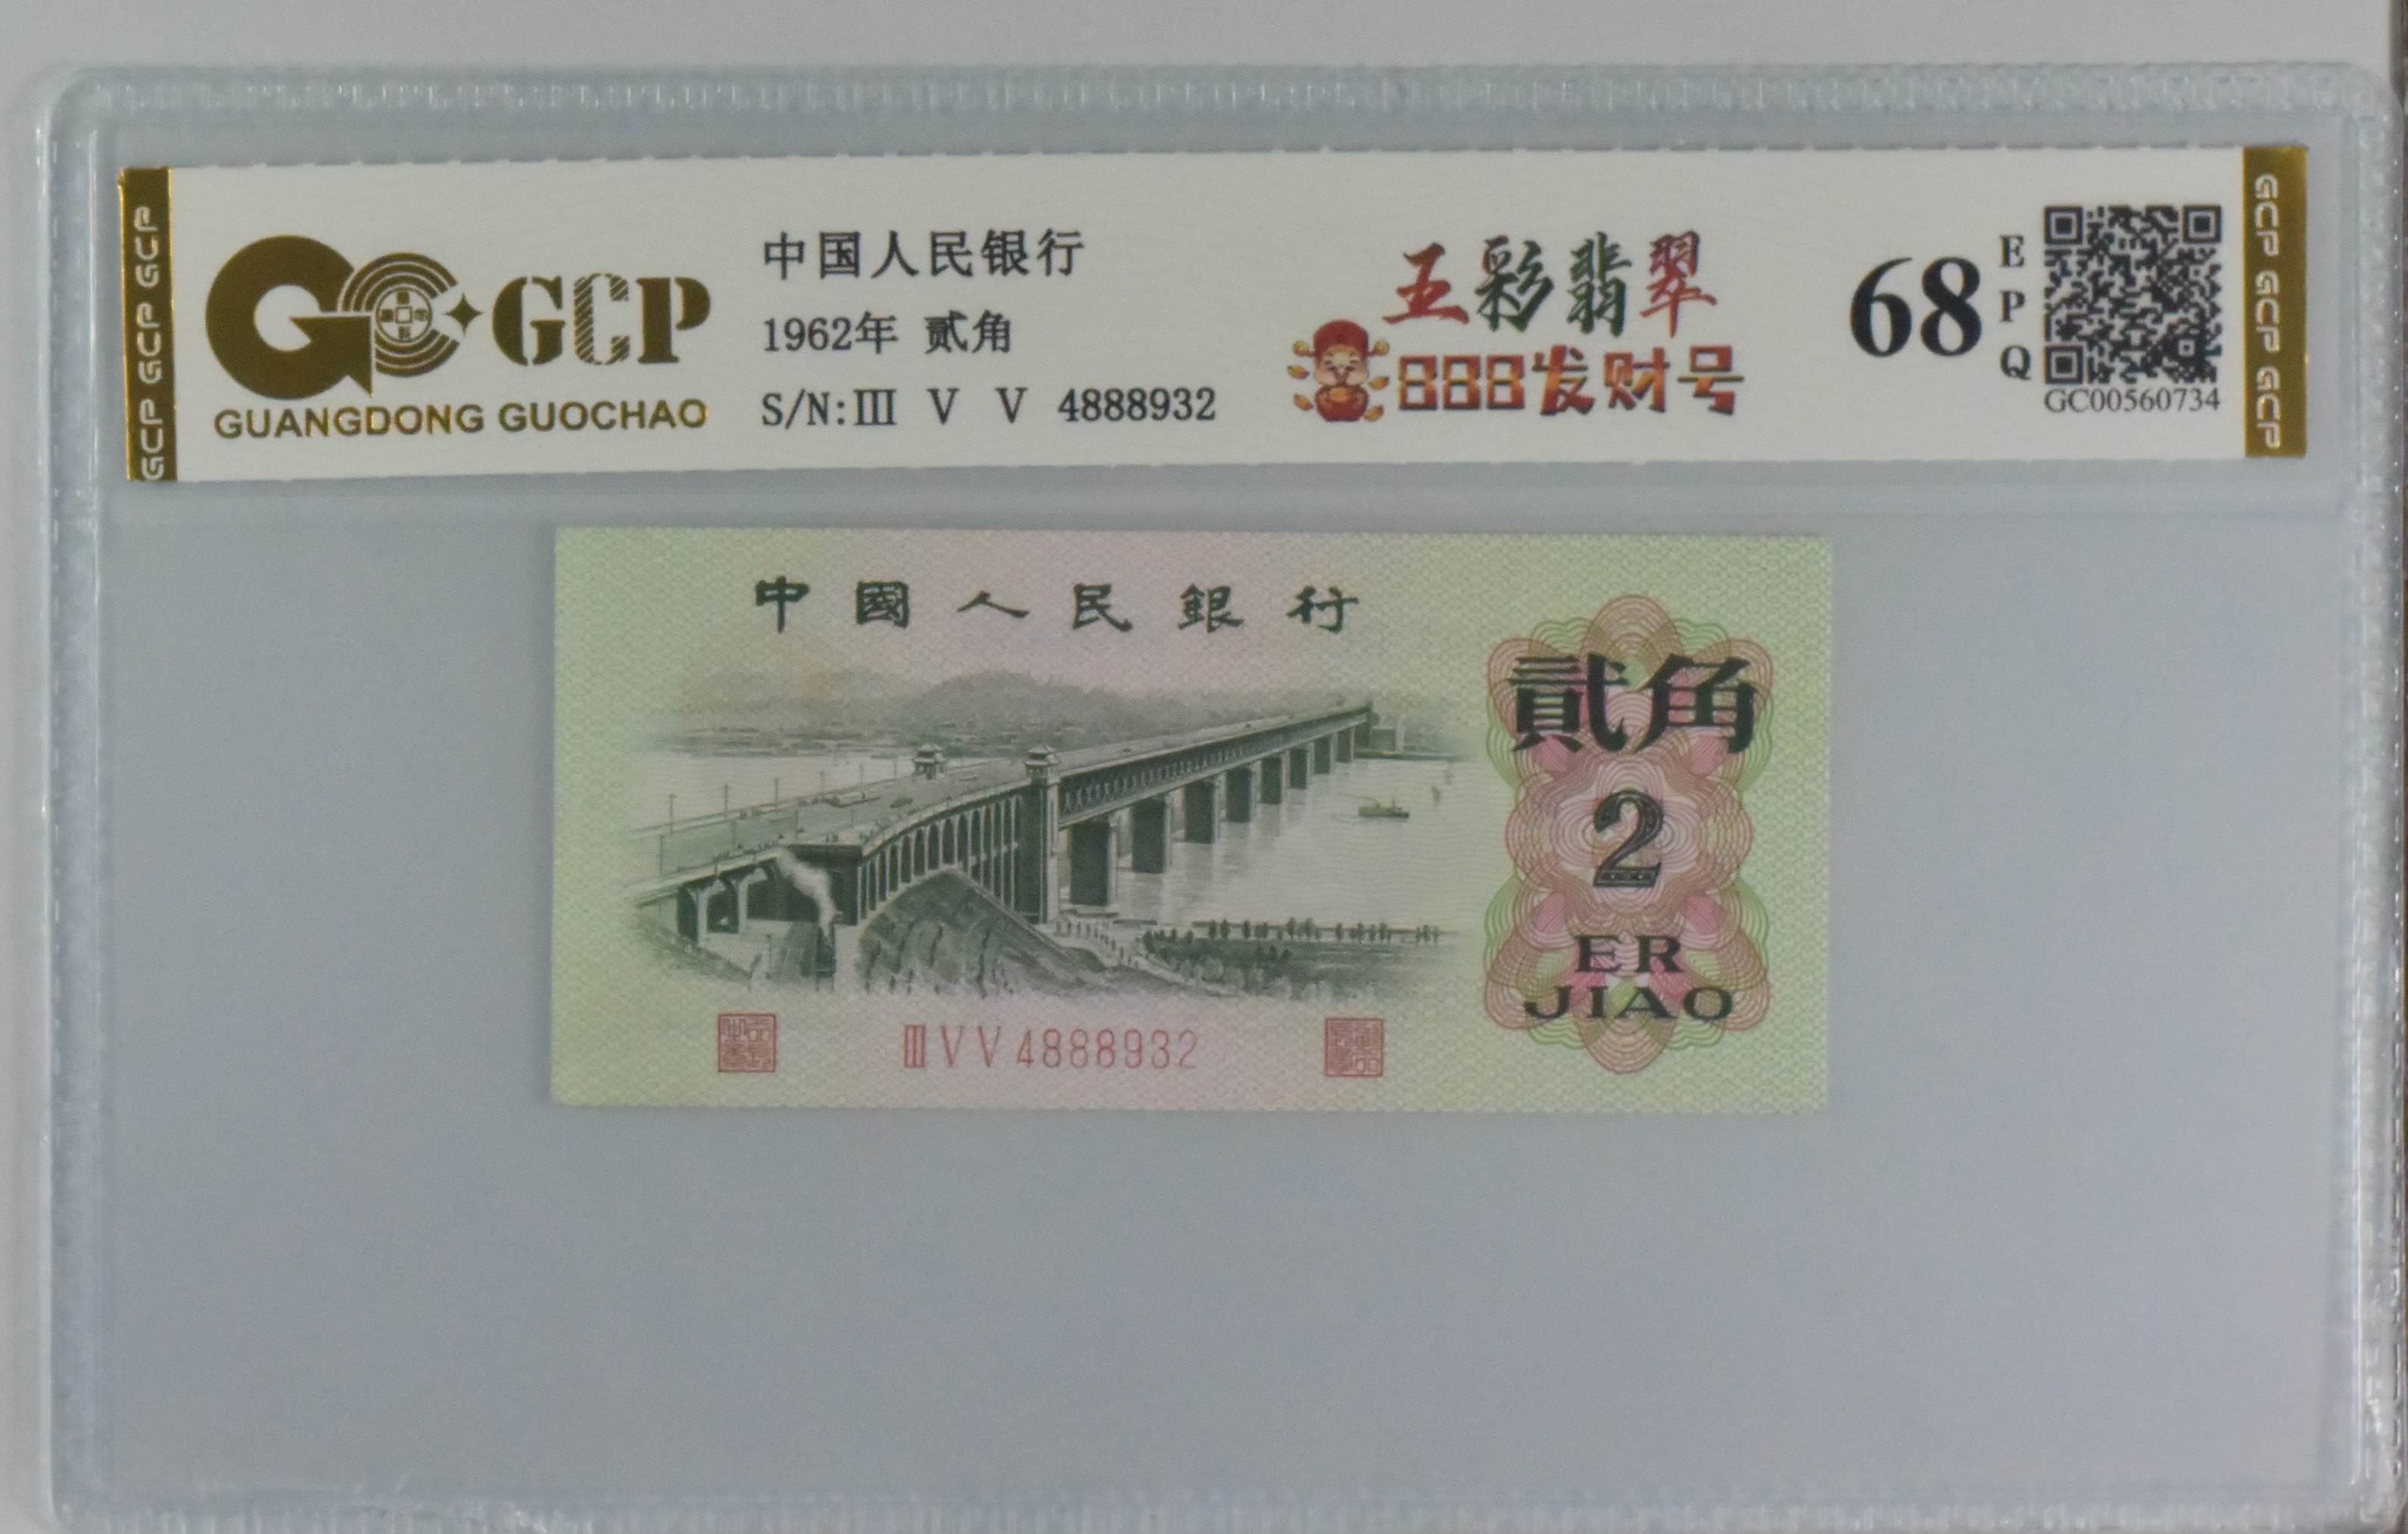 GCP GCP GCP
GCP
GUANGDONG GUOCHAO
中国人民银行
1962年 贰角
S/N:Ⅲ V V 4888932
五彩翡翠
888发财号
68
EPQ
GC00560734
GCP GCP GCP
中國人民銀行
貳角
2
ER
JIAO
ⅢVV4888932